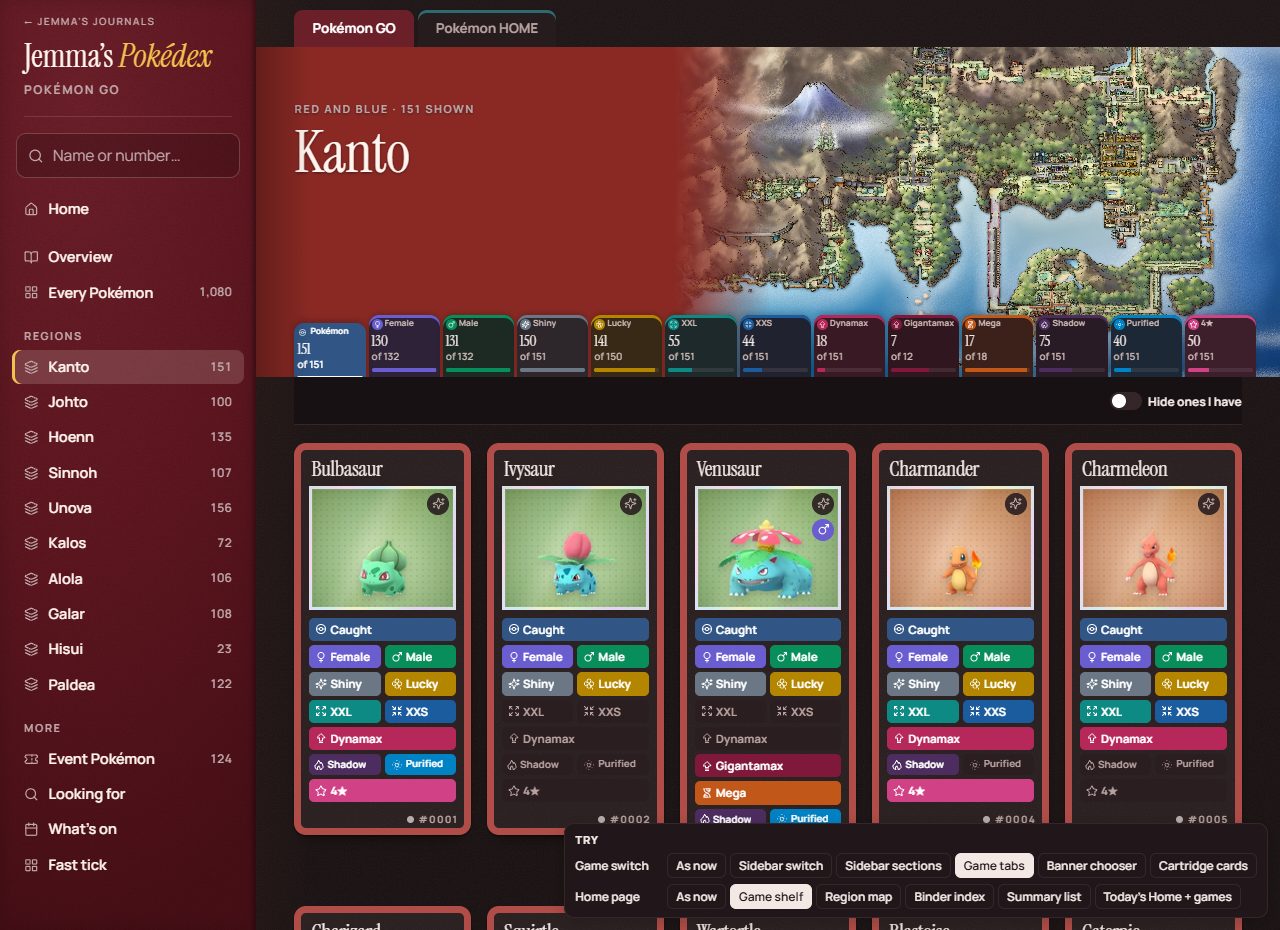 ← JEMMA'S JOURNALS
Jemma's Pokédex
POKÉMON GO
Name or number...
Home
Overview
Every Pokémon 1,080
REGIONS
Kanto 151
Johto 100
Hoenn 135
Sinnoh 107
Unova 156
Kalos 72
Alola 106
Galar 108
Hisui 23
Paldea 122
MORE
Event Pokémon 124
Looking for
What's on
Fast tick
Pokémon GO Pokémon HOME
RED AND BLUE · 151 SHOWN
Kanto
Pokémon 151 of 151
Female 130 of 132
Male 131 of 132
Shiny 150 of 151
Lucky 141 of 150
XXL 55 of 151
XXS 44 of 151
Dynamax 18 of 151
Gigantamax 7 of 12
Mega 17 of 18
Shadow 75 of 151
Purified 40 of 151
4★ 50 of 151
Hide ones I have
Bulbasaur
Caught
Female Male
Shiny Lucky
XXL XXS
Dynamax
Shadow Purified
4★
#0001
Ivysaur
Caught
Female Male
Shiny Lucky
XXL XXS
Dynamax
Shadow Purified
4★
#0002
Venusaur
Caught
Female Male
Shiny Lucky
XXL XXS
Dynamax
Gigantamax
Mega
Shadow Purified
Charmander
Caught
Female Male
Shiny Lucky
XXL XXS
Dynamax
Shadow Purified
4★
#0004
Charmeleon
Caught
Female Male
Shiny Lucky
XXL XXS
Dynamax
Shadow Purified
4★
#0005
TRY
Game switch As now Sidebar switch Sidebar sections Game tabs Banner chooser Cartridge cards
Home page As now Game shelf Region map Binder index Summary list Today's Home + games